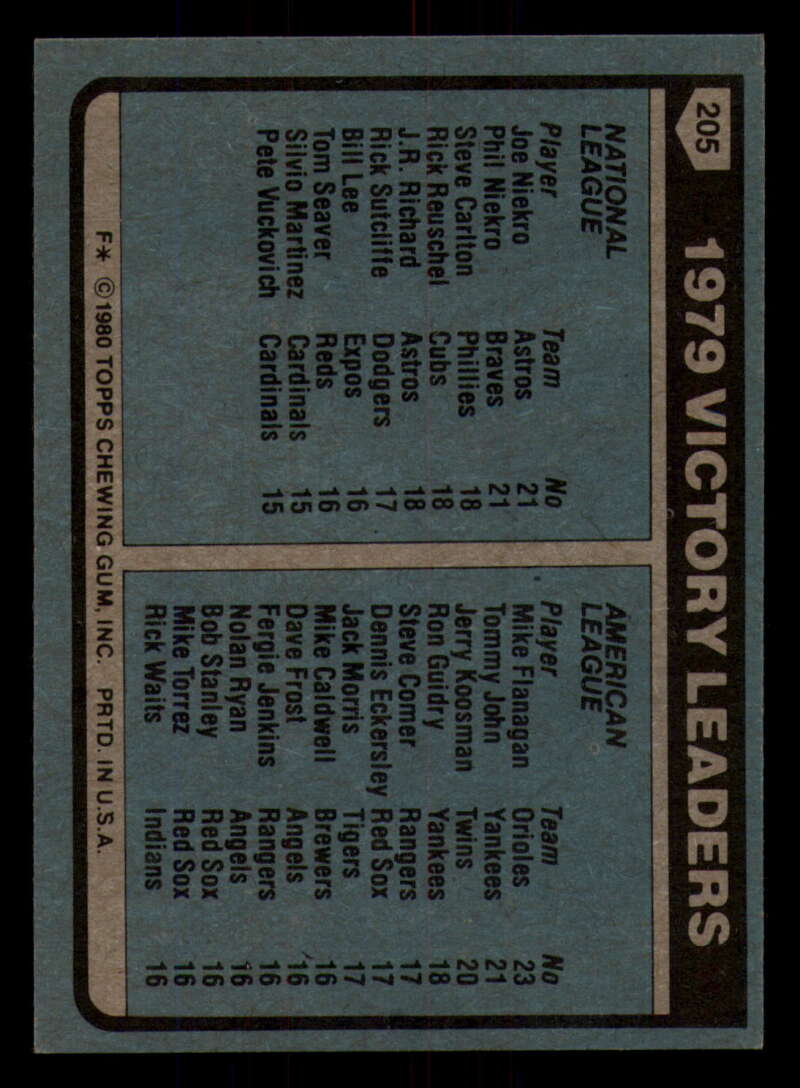 205
1979 VICTORY LEADERS
NATIONAL
LEAGUE
Player Team No
Joe Niekro Astros 21
Phil Niekro Braves 21
Steve Carlton Phillies 18
Rick Reuschel Cubs 18
J.R. Richard Astros 18
Rick Sutcliffe Dodgers 17
Bill Lee Expos 16
Tom Seaver Reds 16
Silvio Martinez Cardinals 15
Pete Vuckovich Cardinals 15
AMERICAN
LEAGUE
Player Team No
Mike Flanagan Orioles 23
Tommy John Yankees 21
Jerry Koosman Twins 20
Ron Guidry Yankees 18
Steve Comer Rangers 17
Dennis Eckersley Red Sox 17
Jack Morris Tigers 17
Mike Caldwell Brewers 16
Dave Frost Angels 16
Fergie Jenkins Rangers 16
Nolan Ryan Angels 16
Bob Stanley Red Sox 16
Mike Torrez Red Sox 16
Rick Waits Indians 16
F* ©1980 TOPPS CHEWING GUM, INC. PRTD. IN U.S.A.